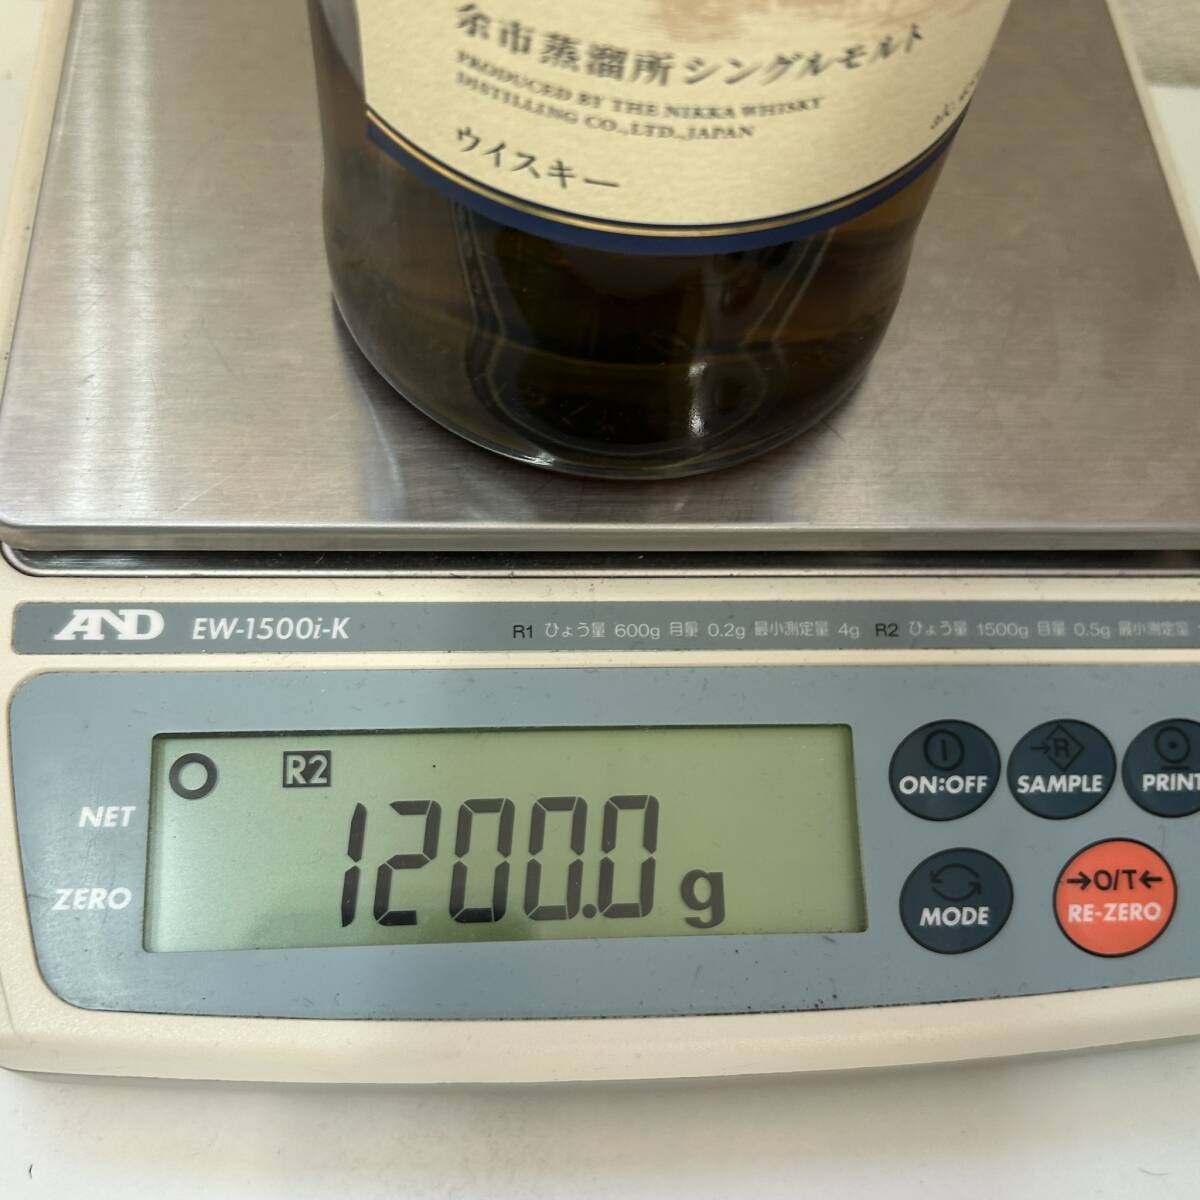 余市蒸溜所シングルモルト
PRODUCED BY THE NIKKA WHISKY
DISTILLING CO.,LTD.,JAPAN
ウイスキー
AND EW-1500i-K R1 ひょう量 600g 目量 0.2g 最小測定量 4g R2 ひょう量 1500g 目量 0.5g 最小測定量
R2
1200.0 g
NET
ZERO
ON:OFF
SAMPLE
PRINT
MODE
→O/T←
RE-ZERO